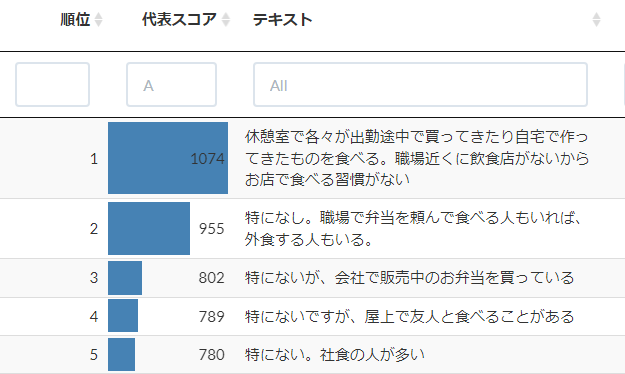 順位 代表スコア テキスト
A All
1 1074 休憩室で各々が出勤途中で買ってきたり自宅で作っ
てきたものを食べる。職場近くに飲食店がないから
お店で食べる習慣がない
2 955 特になし。職場で弁当を頼んで食べる人もいれば、
外食する人もいる。
3 802 特にないが、会社で販売中のお弁当を買っている
4 789 特にないですが、屋上で友人と食べることがある
5 780 特にない。社食の人が多い